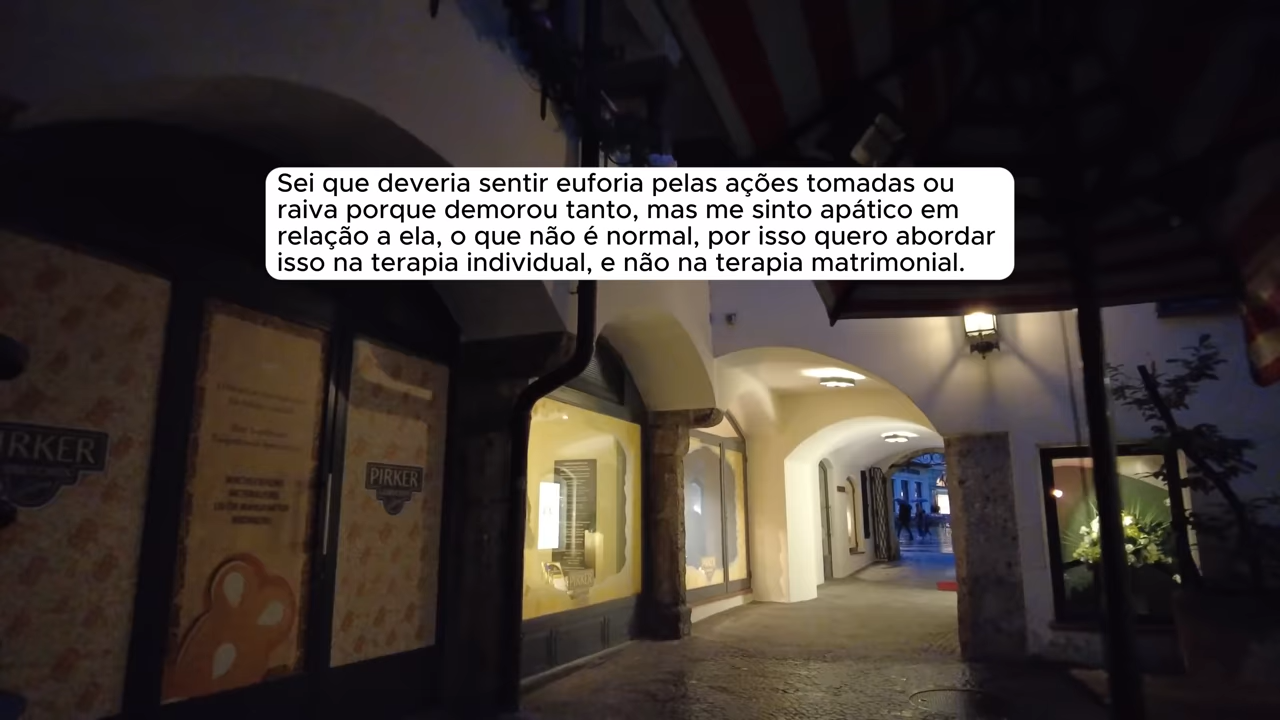 Sei que deveria sentir euforia pelas ações tomadas ou
raiva porque demorou tanto, mas me sinto apático em
relação a ela, o que não é normal, por isso quero abordar
isso na terapia individual, e não na terapia matrimonial.
PIRKER
PIRKER